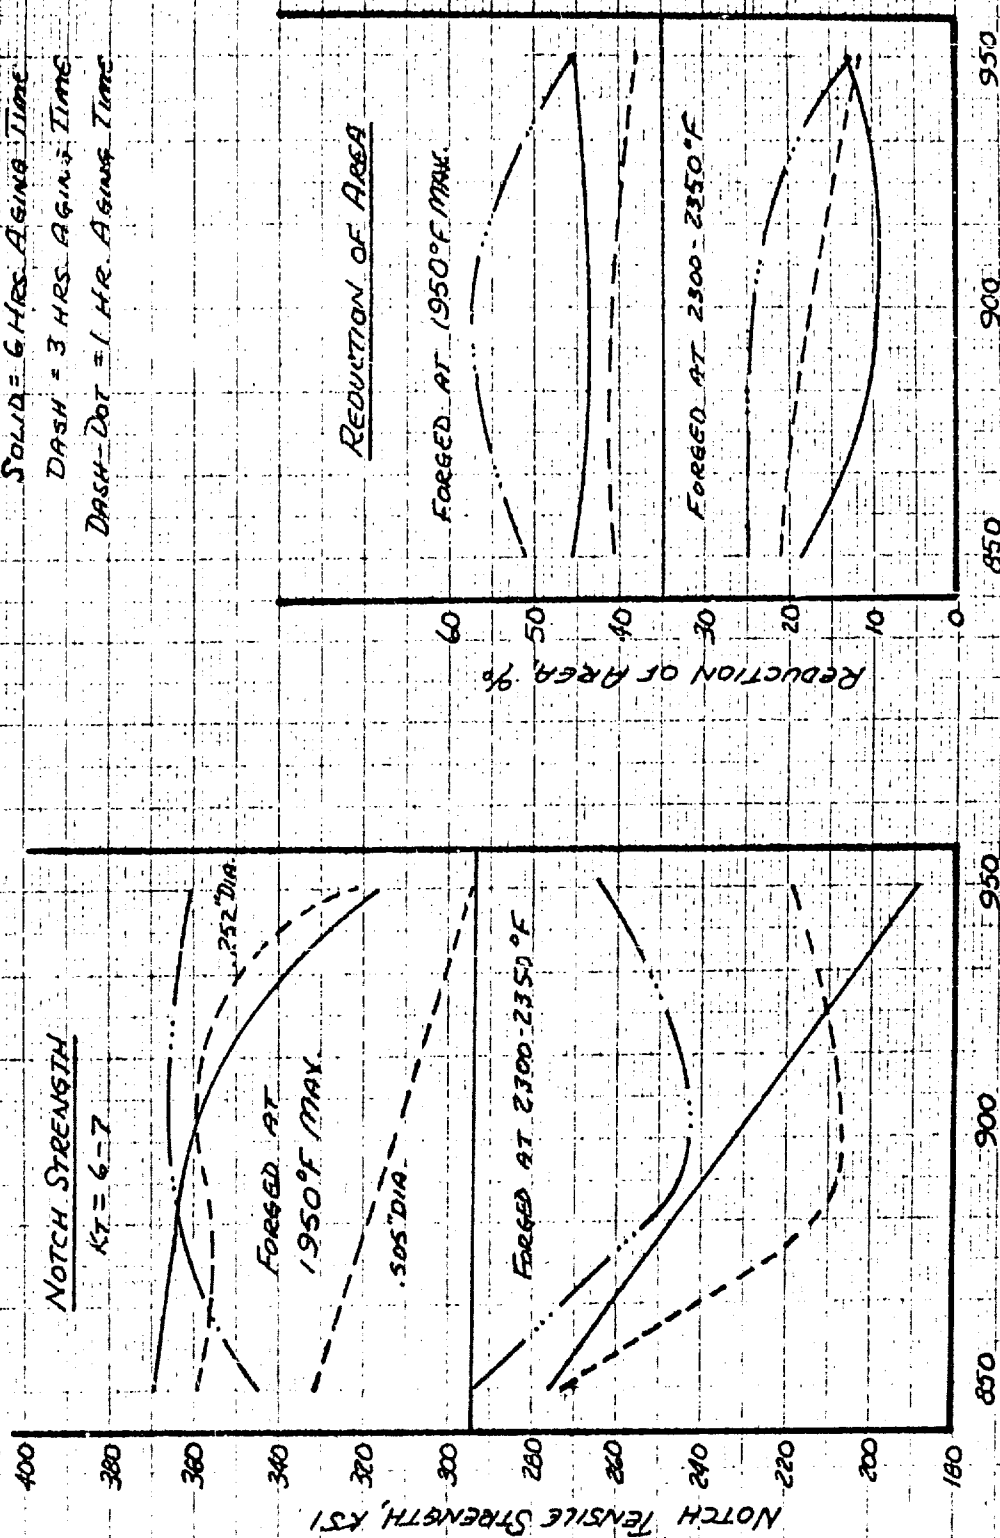 SOLID = 6 HRS. AGING TIME
DASH = 3 HRS. AGING TIME
DASH-DOT = 1 HR. AGING TIME
NOTCH STRENGTH
KT = 6-7
.252" DIA.
FORGED AT
1950°F MAX.
.505" DIA.
FORGED AT 2300-2350°F
NOTCH TENSILE STRENGTH, KSI
400
380
360
340
320
300
280
260
240
220
200
180
850
900
950
REDUCTION OF AREA
FORGED AT 1950°F MAX.
FORGED AT 2300-2350°F
REDUCTION OF AREA, %
60
50
40
30
20
10
0
850
900
950